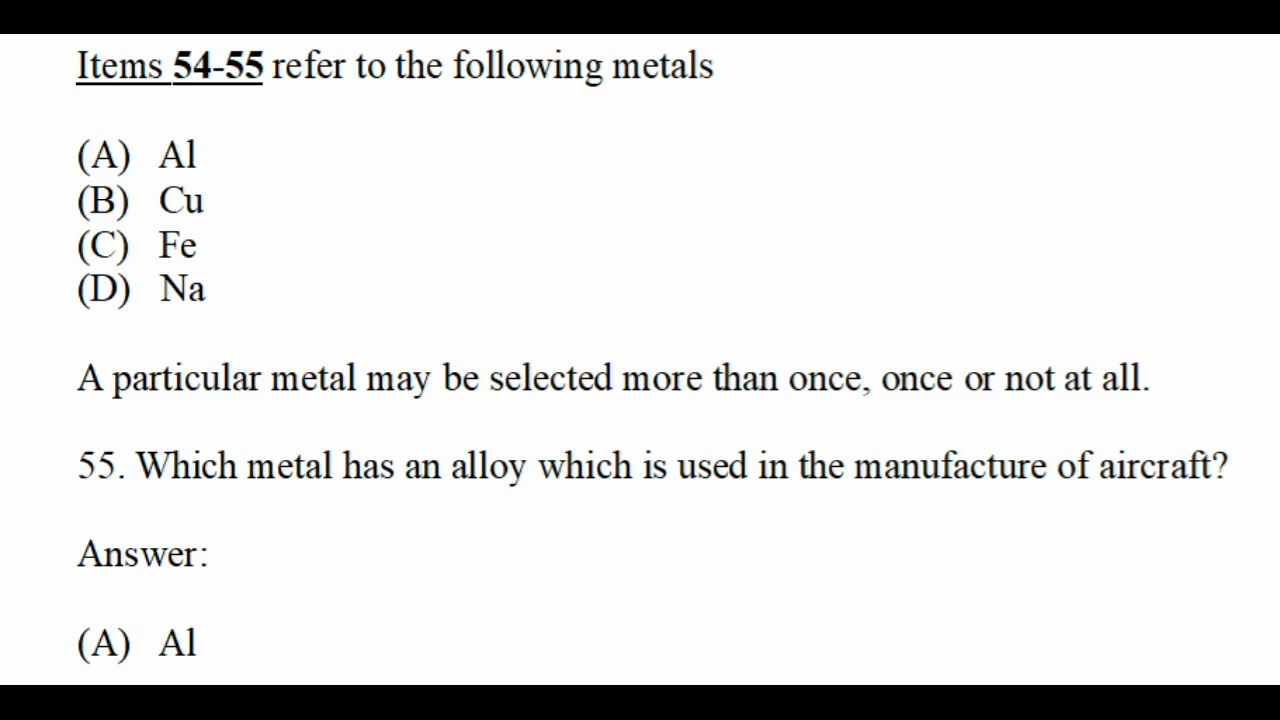 Items 54-55 refer to the following metals
(A) Al
(B) Cu
(C) Fe
(D) Na
A particular metal may be selected more than once, once or not at all.
55. Which metal has an alloy which is used in the manufacture of aircraft?
Answer:
(A) Al